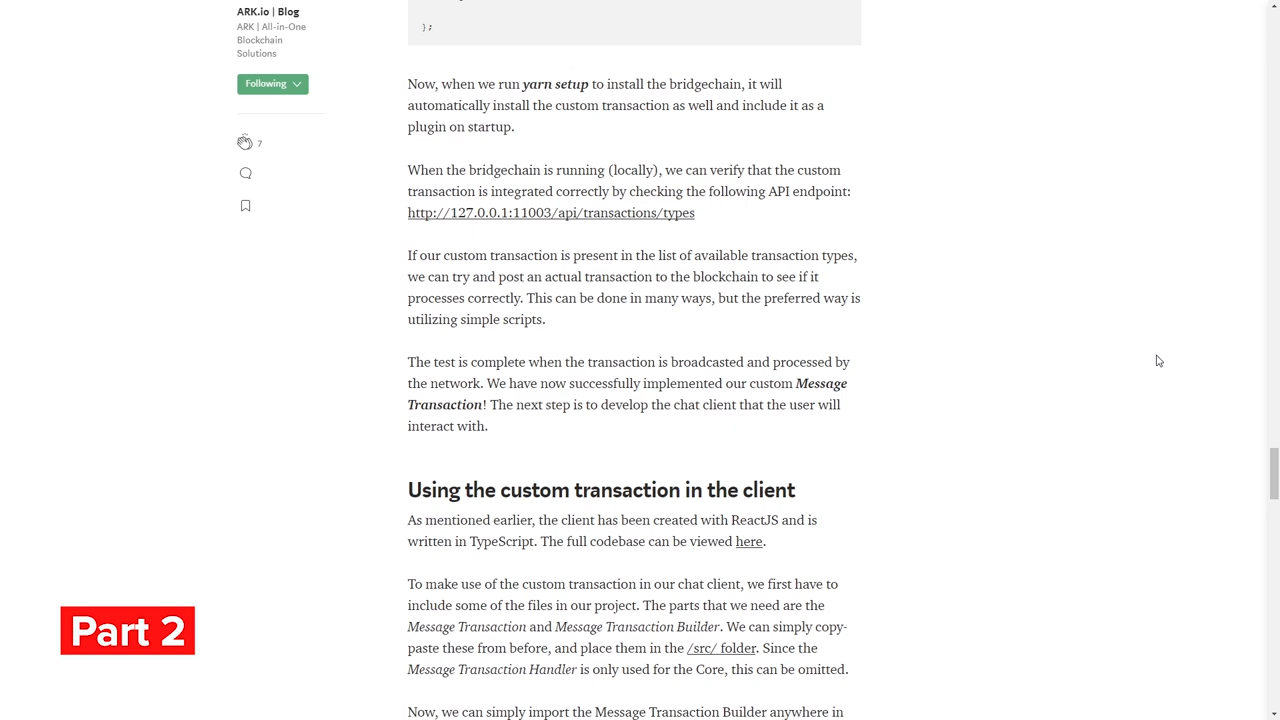 ARK.io | Blog
ARK | All-in-One
Blockchain
Solutions
Following
7
};
Now, when we run yarn setup to install the bridgechain, it will
automatically install the custom transaction as well and include it as a
plugin on startup.
When the bridgechain is running (locally), we can verify that the custom
transaction is integrated correctly by checking the following API endpoint:
http://127.0.0.1:11003/api/transactions/types
If our custom transaction is present in the list of available transaction types,
we can try and post an actual transaction to the blockchain to see if it
processes correctly. This can be done in many ways, but the preferred way is
utilizing simple scripts.
The test is complete when the transaction is broadcasted and processed by
the network. We have now successfully implemented our custom Message
Transaction! The next step is to develop the chat client that the user will
interact with.
Using the custom transaction in the client
As mentioned earlier, the client has been created with ReactJS and is
written in TypeScript. The full codebase can be viewed here.
To make use of the custom transaction in our chat client, we first have to
include some of the files in our project. The parts that we need are the
Message Transaction and Message Transaction Builder. We can simply copy-
paste these from before, and place them in the /src/ folder. Since the
Message Transaction Handler is only used for the Core, this can be omitted.
Now, we can simply import the Message Transaction Builder anywhere in
Part 2